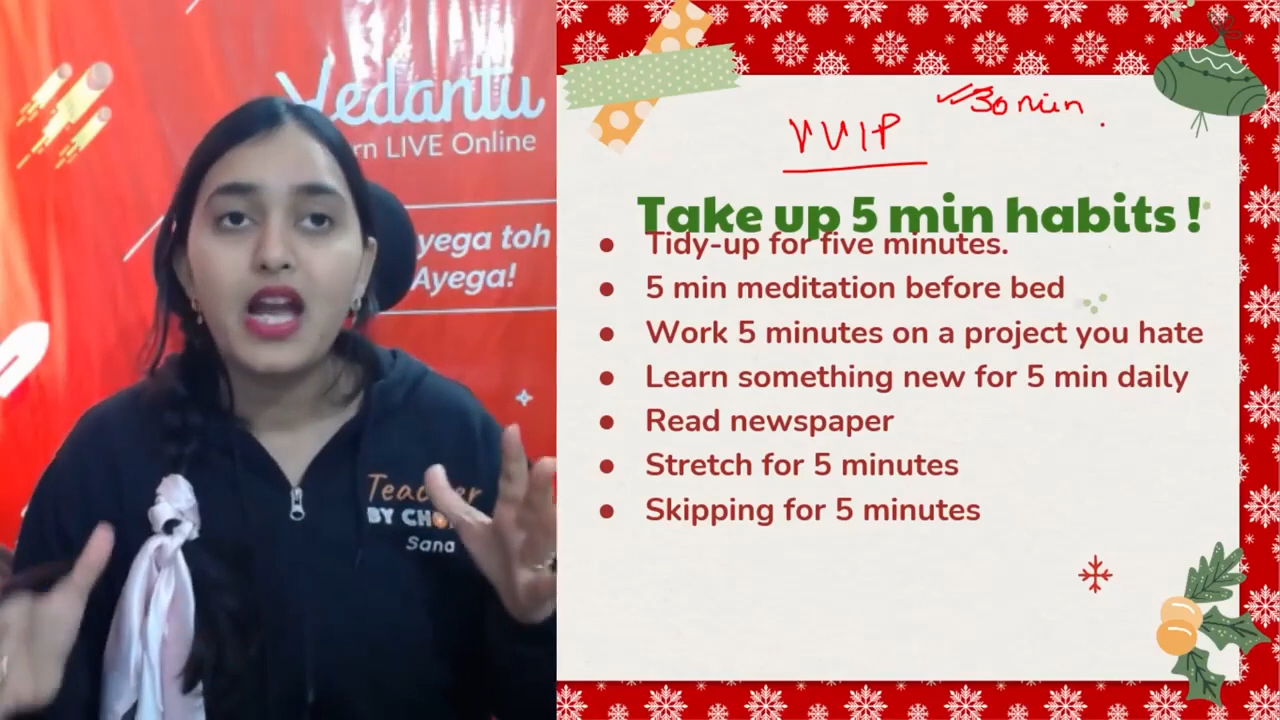 Vedantu
rn LIVE Online
yega toh
Ayega!
Teacher
BY CHOICE
Sana
VVIP
30 min
Take up 5 min habits !
● Tidy-up for five minutes.
● 5 min meditation before bed
● Work 5 minutes on a project you hate
● Learn something new for 5 min daily
● Read newspaper
● Stretch for 5 minutes
● Skipping for 5 minutes